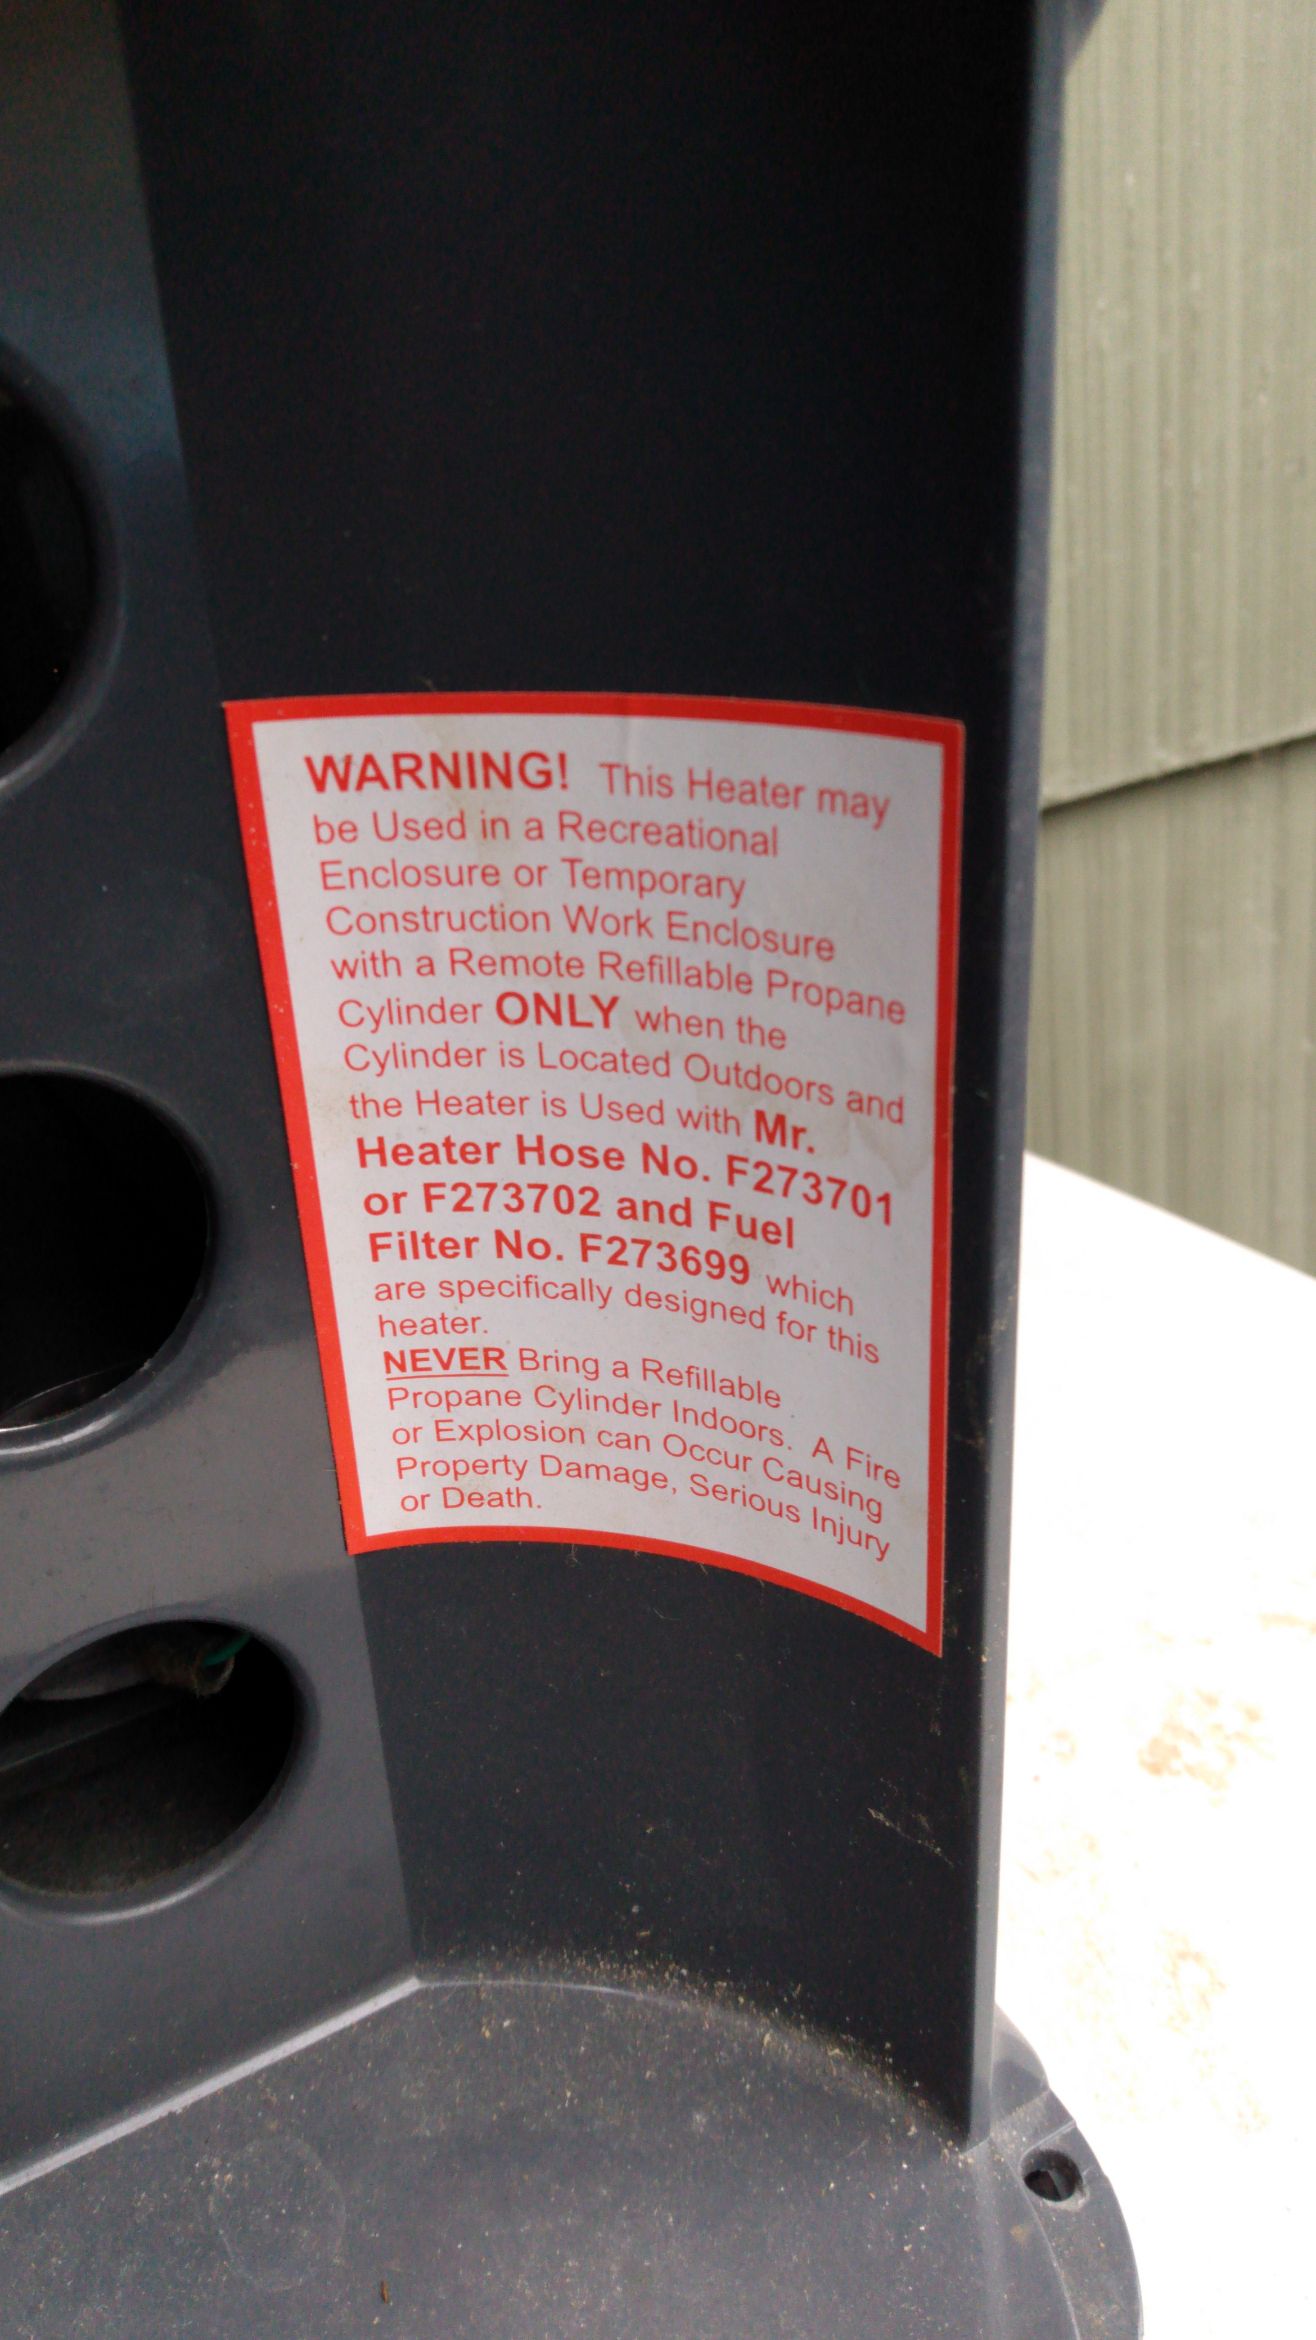 WARNING! This Heater may
be Used in a Recreational
Enclosure or Temporary
Construction Work Enclosure
with a Remote Refillable Propane
Cylinder ONLY when the
Cylinder is Located Outdoors and
the Heater is Used with Mr.
Heater Hose No. F273701
or F273702 and Fuel
Filter No. F273699 which
are specifically designed for this
heater.
NEVER Bring a Refillable
Propane Cylinder Indoors. A Fire
or Explosion can Occur Causing
Property Damage, Serious Injury
or Death.